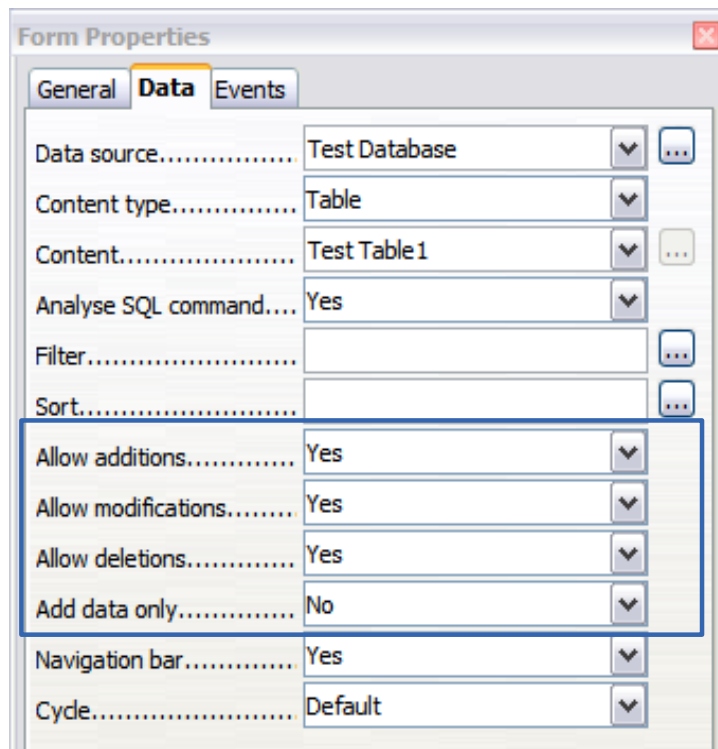 Form Properties
General Data Events
Data source................. Test Database ...
Content type............... Table
Content...................... Test Table1 ...
Analyse SQL command.... Yes
Filter.......................... ...
Sort........................... ...
Allow additions............. Yes
Allow modifications........ Yes
Allow deletions............. Yes
Add data only.............. No
Navigation bar............. Yes
Cycle......................... Default